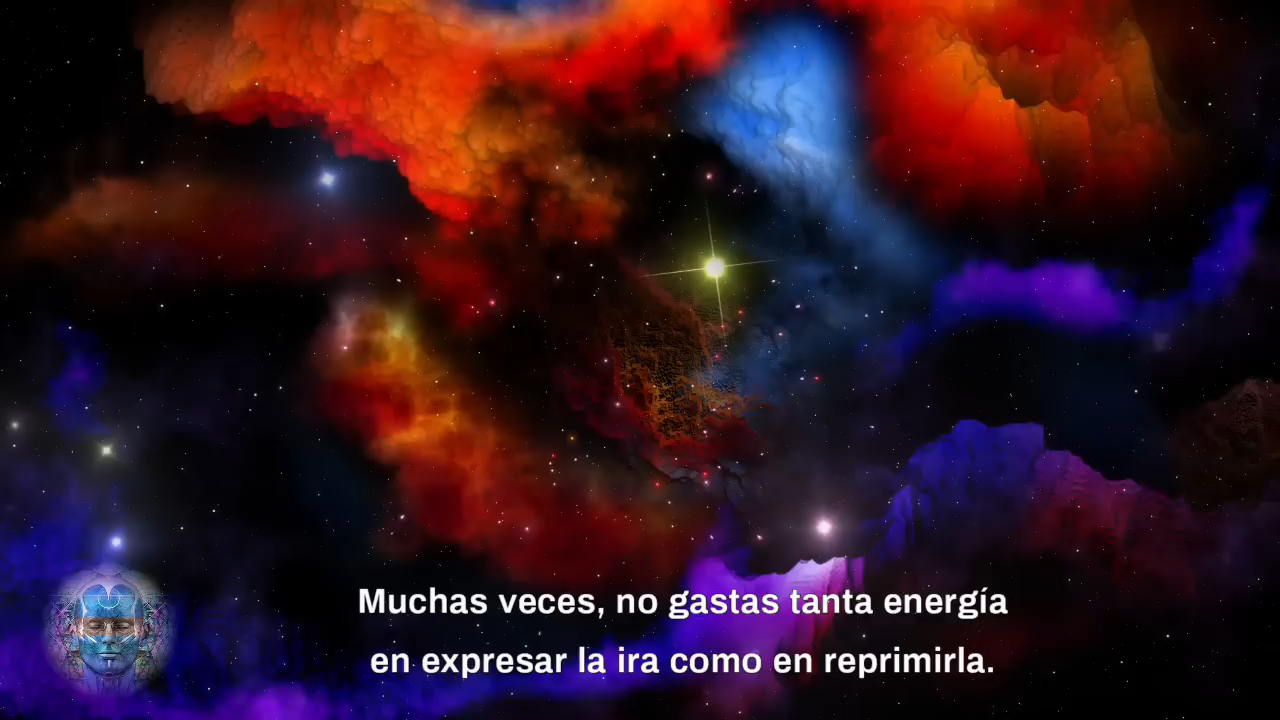 Muchas veces, no gastas tanta energía
en expresar la ira como en reprimirla.